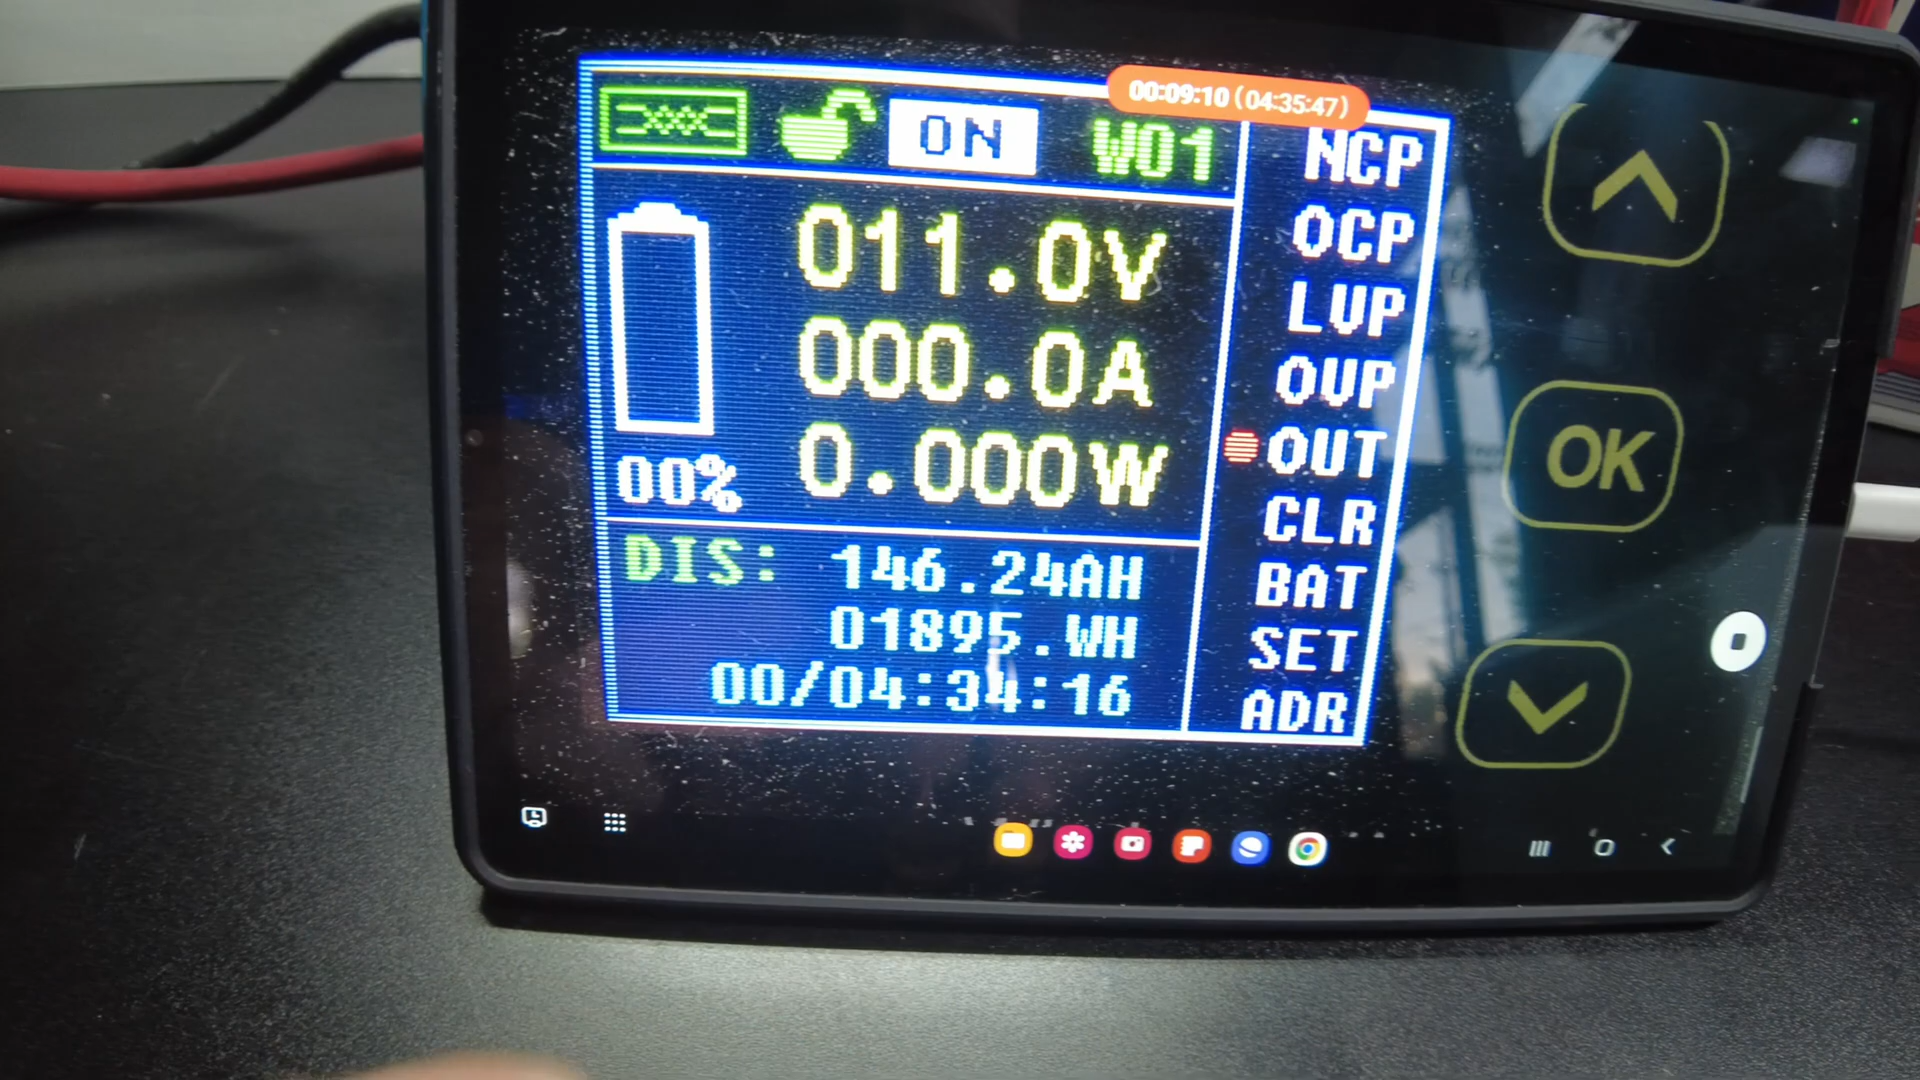 00:09:10 (04:35:47)
ON W01
011.0V
000.0A
0.000W
00%
DIS: 146.24AH
01895.WH
00/04:34:16
NCP
OCP
LVP
OVP
OUT
CLR
BAT
SET
ADR
OK